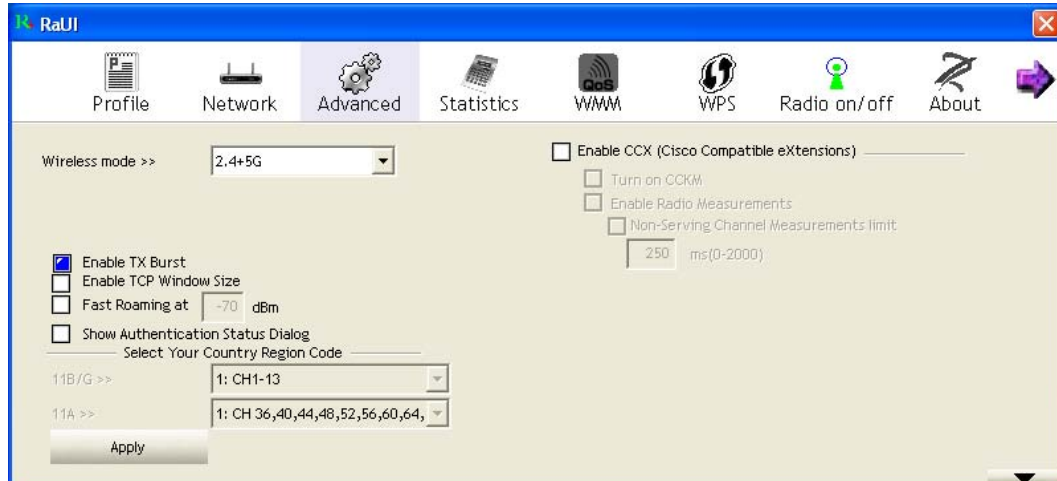 RaUI
Profile Network Advanced Statistics WMM WPS Radio on/off About
QoS
Wireless mode >> 2.4+5G
Enable CCX (Cisco Compatible eXtensions)
Turn on CCKM
Enable Radio Measurements
Non-Serving Channel Measurements limit
250 ms(0-2000)
Enable TX Burst
Enable TCP Window Size
Fast Roaming at -70 dBm
Show Authentication Status Dialog
Select Your Country Region Code
11B/G >> 1: CH1-13
11A >> 1: CH 36,40,44,48,52,56,60,64,
Apply